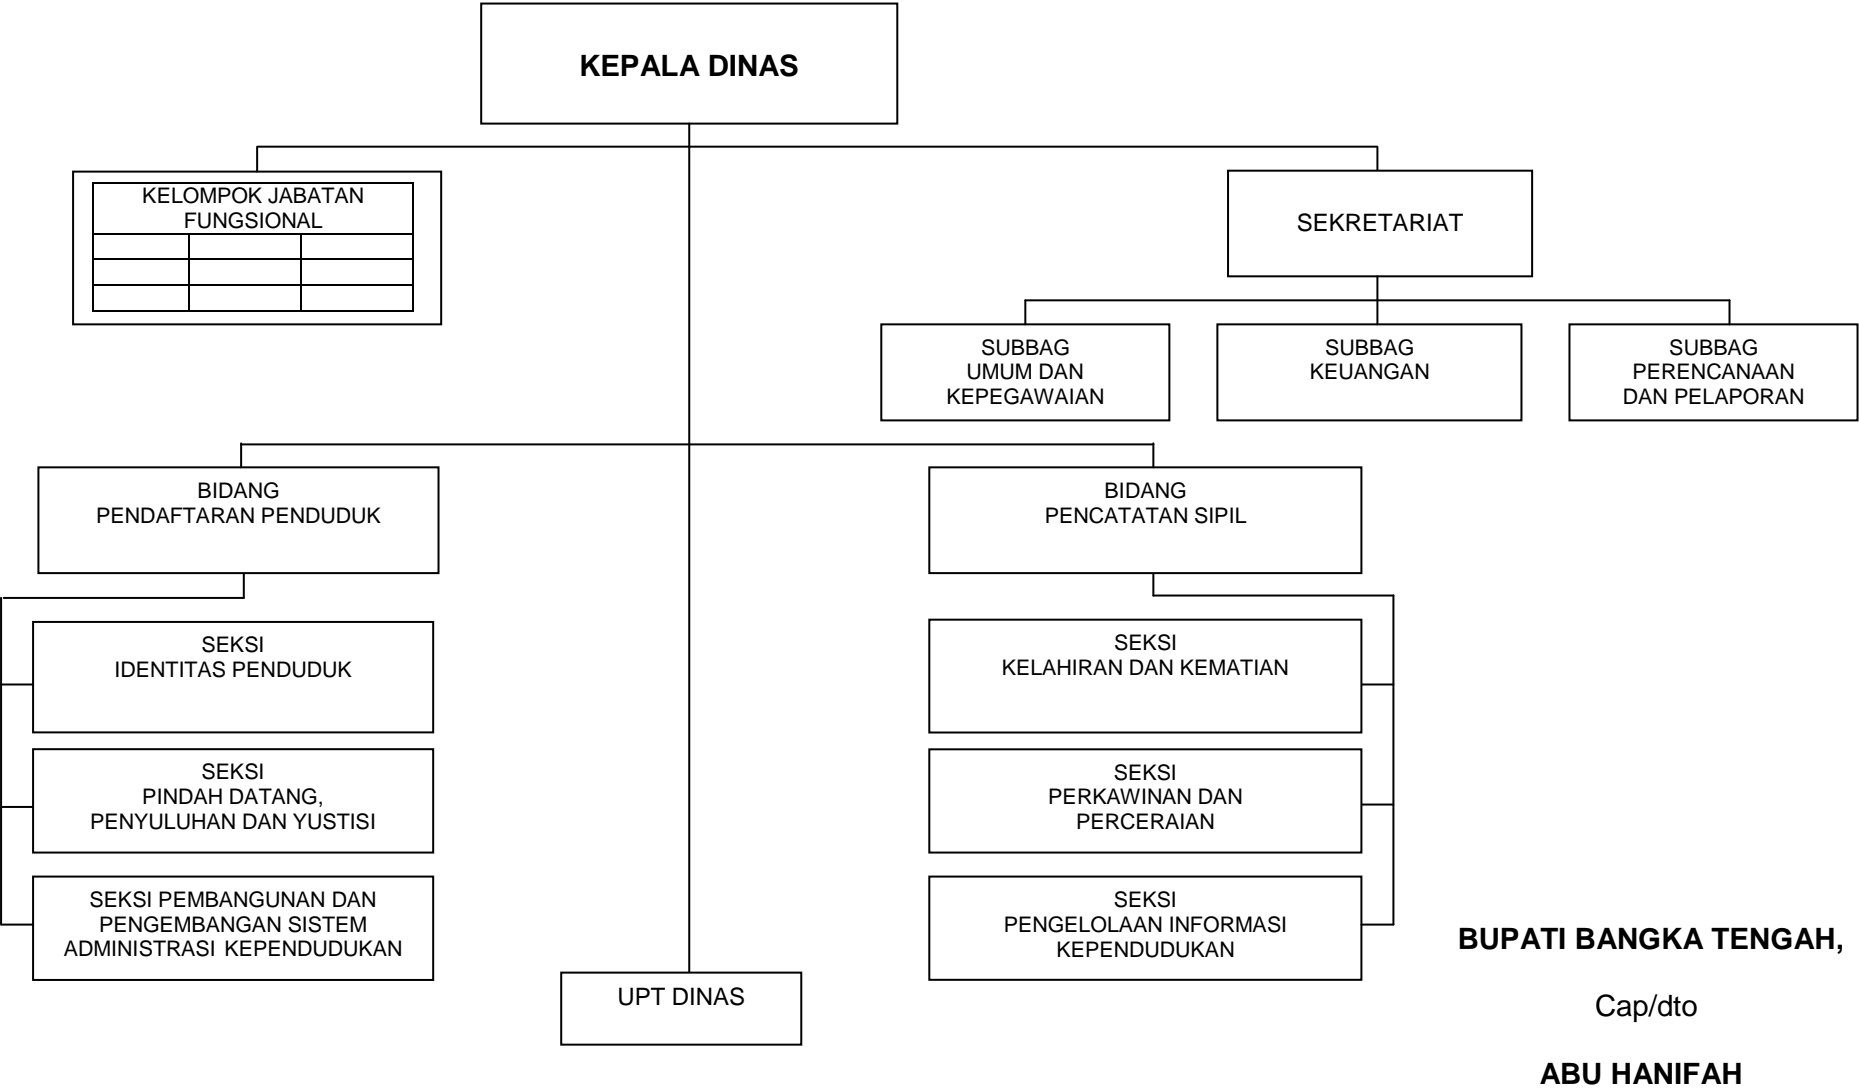 KEPALA DINAS
KELOMPOK JABATAN
FUNGSIONAL
SEKRETARIAT
SUBBAG
UMUM DAN
KEPEGAWAIAN
SUBBAG
KEUANGAN
SUBBAG
PERENCANAAN
DAN PELAPORAN
BIDANG
PENDAFTARAN PENDUDUK
BIDANG
PENCATATAN SIPIL
SEKSI
IDENTITAS PENDUDUK
SEKSI
PINDAH DATANG,
PENYULUHAN DAN YUSTISI
SEKSI PEMBANGUNAN DAN
PENGEMBANGAN SISTEM
ADMINISTRASI KEPENDUDUKAN
SEKSI
KELAHIRAN DAN KEMATIAN
SEKSI
PERKAWINAN DAN
PERCERAIAN
SEKSI
PENGELOLAAN INFORMASI
KEPENDUDUKAN
UPT DINAS
BUPATI BANGKA TENGAH,
Cap/dto
ABU HANIFAH